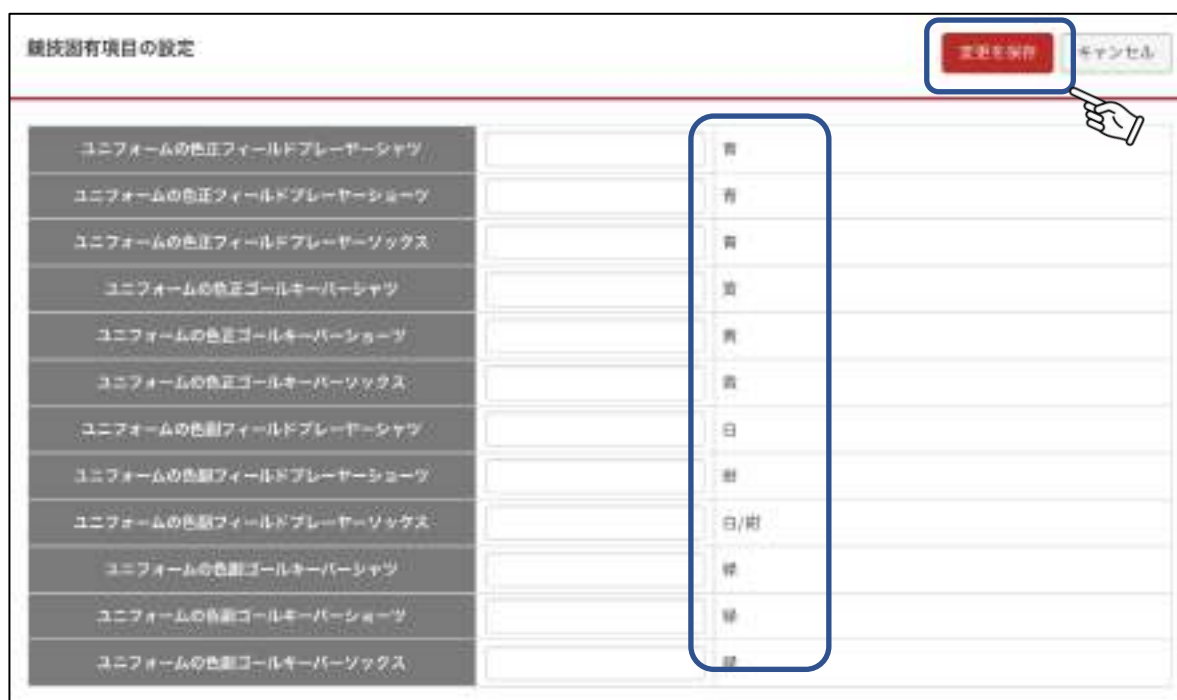 競技固有項目の設定
変更を保存
キャンセル
ユニフォームの色正フィールドプレーヤーシャツ
青
ユニフォームの色正フィールドプレーヤーショーツ
青
ユニフォームの色正フィールドプレーヤーソックス
青
ユニフォームの色正ゴールキーパーシャツ
黄
ユニフォームの色正ゴールキーパーショーツ
黄
ユニフォームの色正ゴールキーパーソックス
黄
ユニフォームの色副フィールドプレーヤーシャツ
白
ユニフォームの色副フィールドプレーヤーショーツ
紺
ユニフォームの色副フィールドプレーヤーソックス
白/紺
ユニフォームの色副ゴールキーパーシャツ
緑
ユニフォームの色副ゴールキーパーショーツ
緑
ユニフォームの色副ゴールキーパーソックス
緑